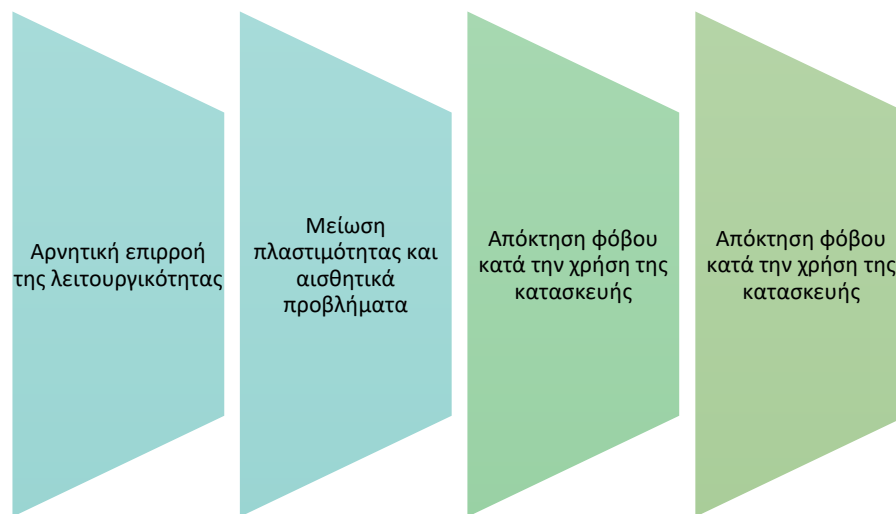 Αρνητική επιρροή
της λειτουργικότητας
Μείωση
πλαστιμότητας και
αισθητικά
προβλήματα
Απόκτηση φόβου
κατά την χρήση της
κατασκευής
Απόκτηση φόβου
κατά την χρήση της
κατασκευής